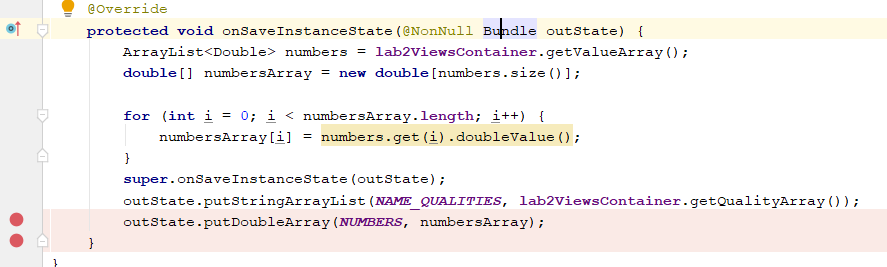 @Override
protected void onSaveInstanceState(@NonNull Bundle outState) {
ArrayList<Double> numbers = lab2ViewsContainer.getValueArray();
double[] numbersArray = new double[numbers.size()];
for (int i = 0; i < numbersArray.length; i++) {
numbersArray[i] = numbers.get(i).doubleValue();
}
super.onSaveInstanceState(outState);
outState.putStringArrayList(NAME_QUALITIES, lab2ViewsContainer.getQualityArray());
outState.putDoubleArray(NUMBERS, numbersArray);
}
}